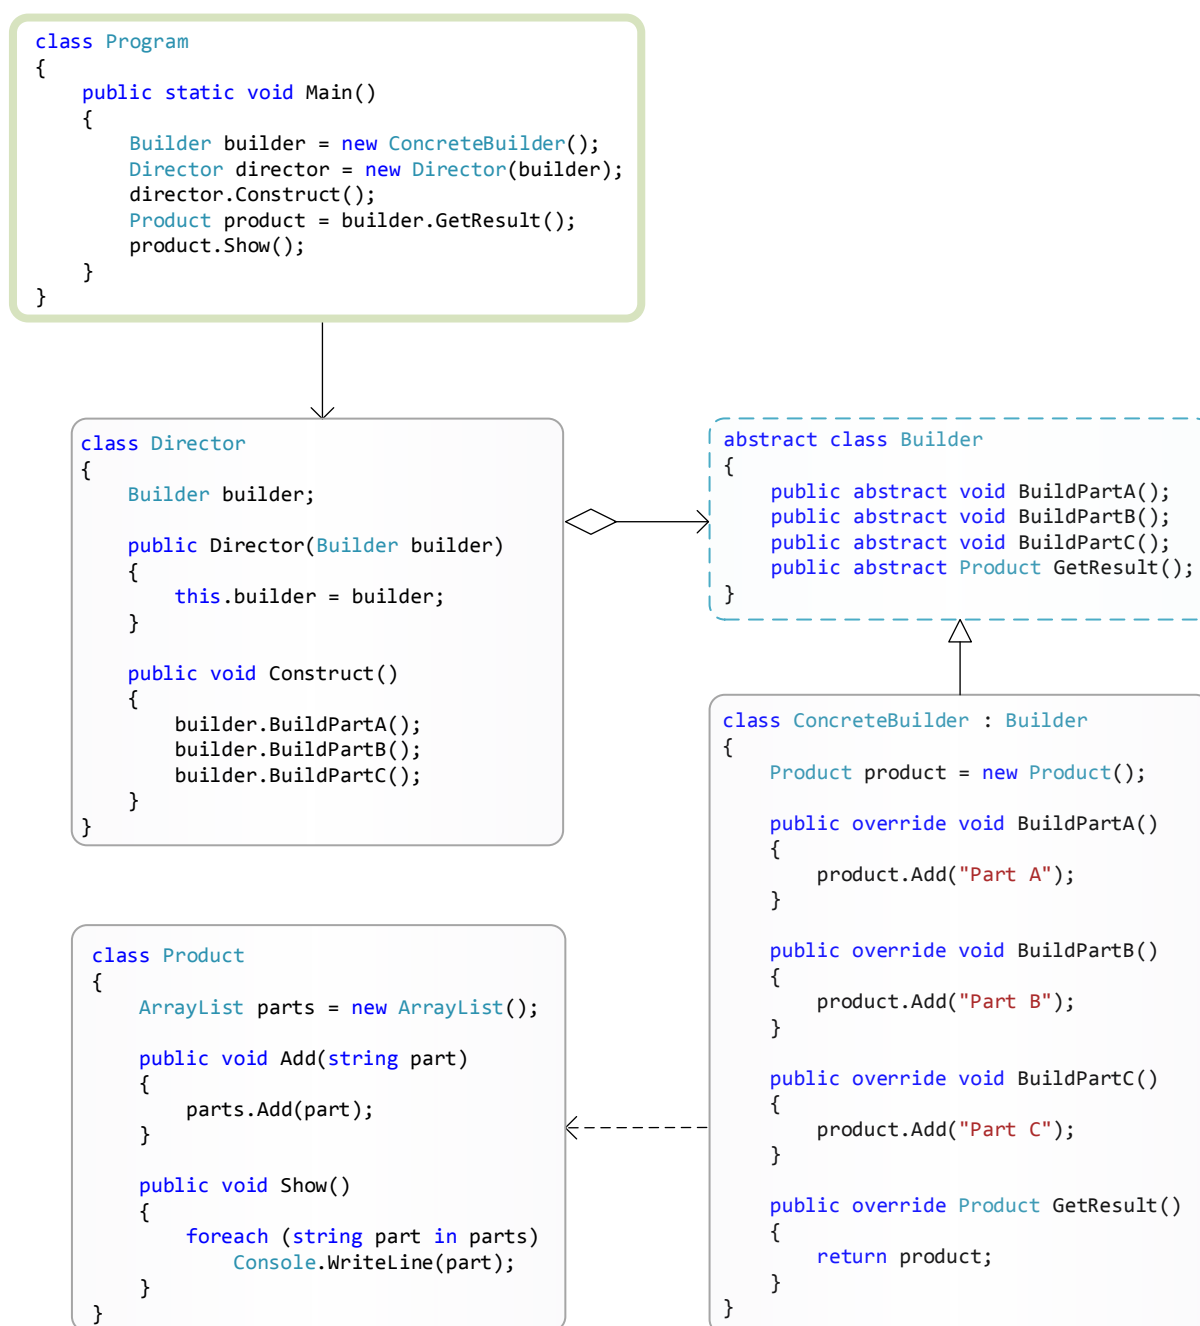 class Program
{
    public static void Main()
    {
        Builder builder = new ConcreteBuilder();
        Director director = new Director(builder);
        director.Construct();
        Product product = builder.GetResult();
        product.Show();
    }
}
class Director
{
    Builder builder;
    public Director(Builder builder)
    {
        this.builder = builder;
    }
    public void Construct()
    {
        builder.BuildPartA();
        builder.BuildPartB();
        builder.BuildPartC();
    }
}
abstract class Builder
{
    public abstract void BuildPartA();
    public abstract void BuildPartB();
    public abstract void BuildPartC();
    public abstract Product GetResult();
}
class ConcreteBuilder : Builder
{
    Product product = new Product();
    public override void BuildPartA()
    {
        product.Add("Part A");
    }
    public override void BuildPartB()
    {
        product.Add("Part B");
    }
    public override void BuildPartC()
    {
        product.Add("Part C");
    }
    public override Product GetResult()
    {
        return product;
    }
}
class Product
{
    ArrayList parts = new ArrayList();
    public void Add(string part)
    {
        parts.Add(part);
    }
    public void Show()
    {
        foreach (string part in parts)
            Console.WriteLine(part);
    }
}